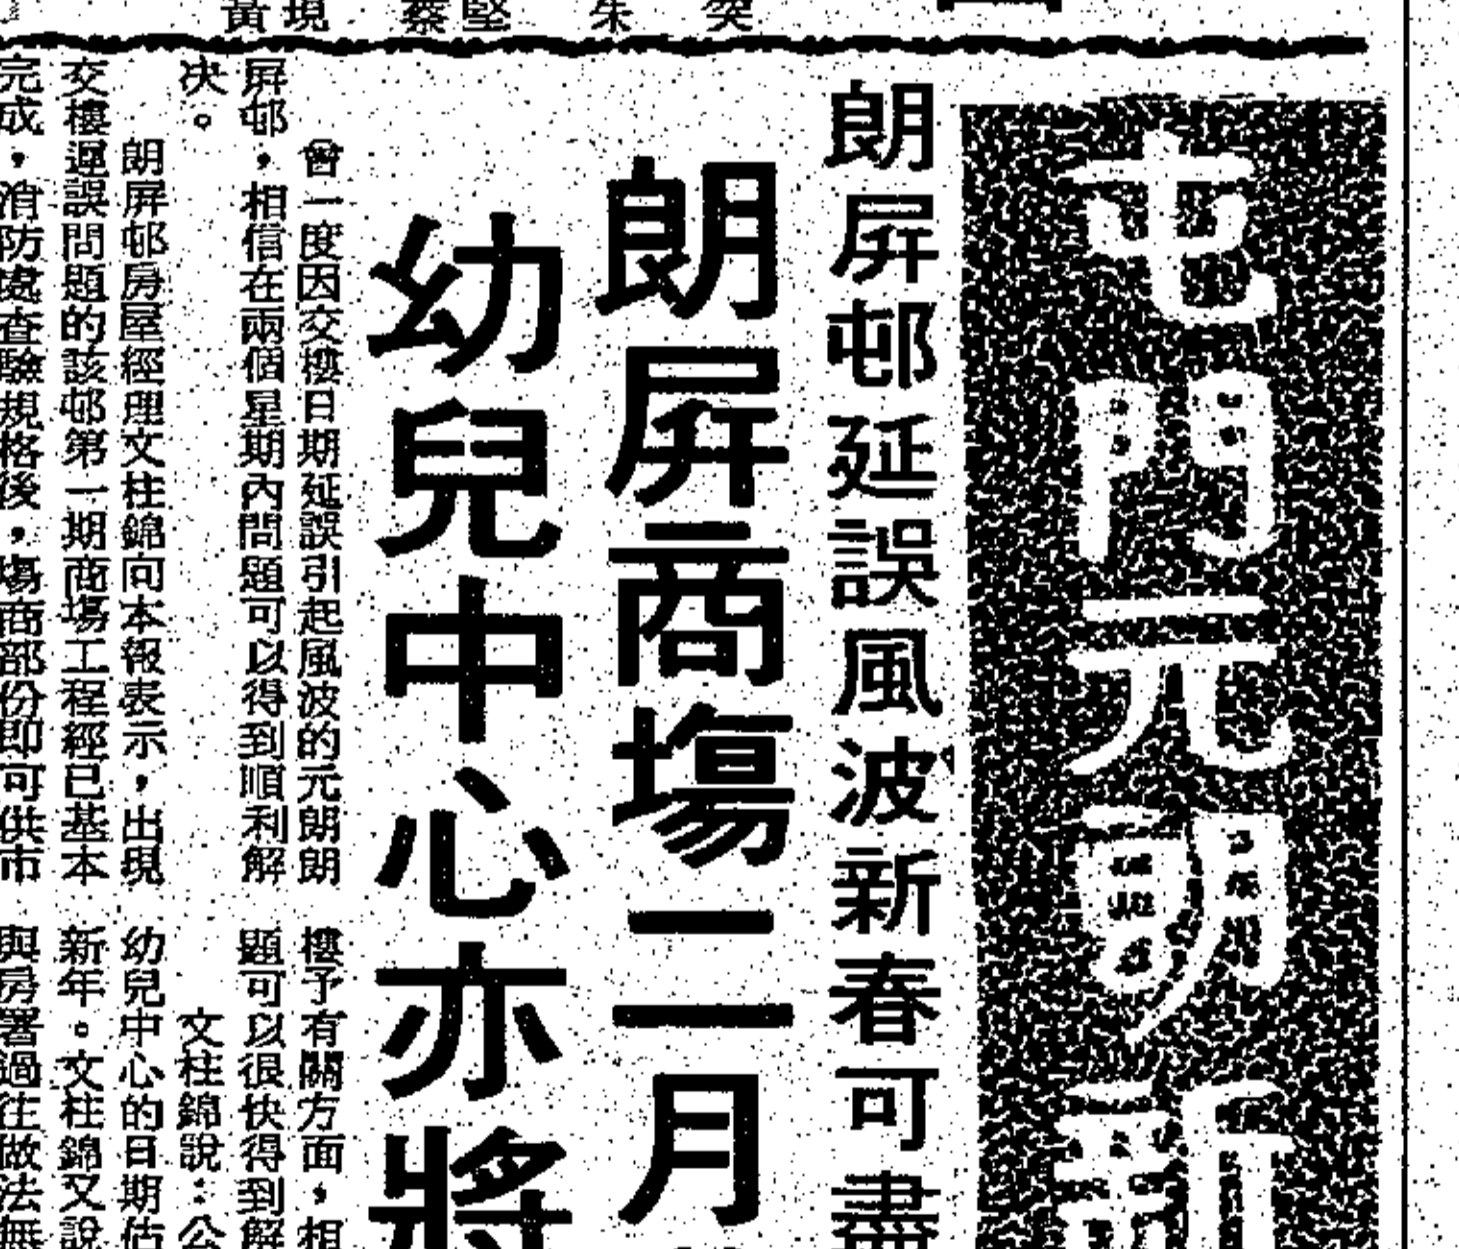 屯門元朗新
朗屏邨延誤風波新春可盡
朗屏商場二月
幼兒中心亦將
曾一度因交樓日期延誤引起風波的元朗朗
屏邨，相信在兩個星期內問題可以得到順利解
決。
朗屏邨房屋經理文柱錦向本報表示，出現
交樓遲誤問題的該邨第一期商場工程經已基本
完成，消防處查驗規格後，場商部份即可供市
樓予有關方面，相
題可以很快得到解
文柱錦說：公
幼兒中心的日期估
新年。文柱錦又說
與房署過往做法無